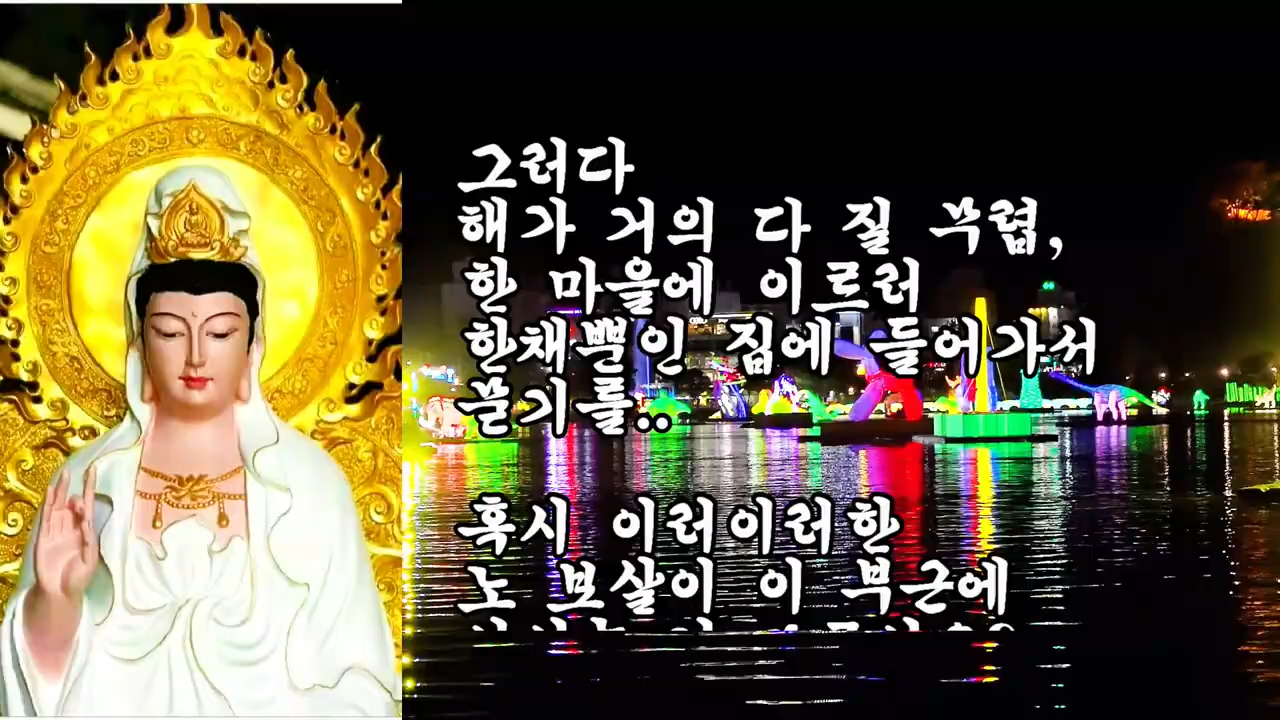 그러다
해가 거의 다 질 무렵,
한 마을에 이르러
한채뿐인 집에 들어가서
묻기를..
혹시 이러이러한
노 보살이 이 부근에